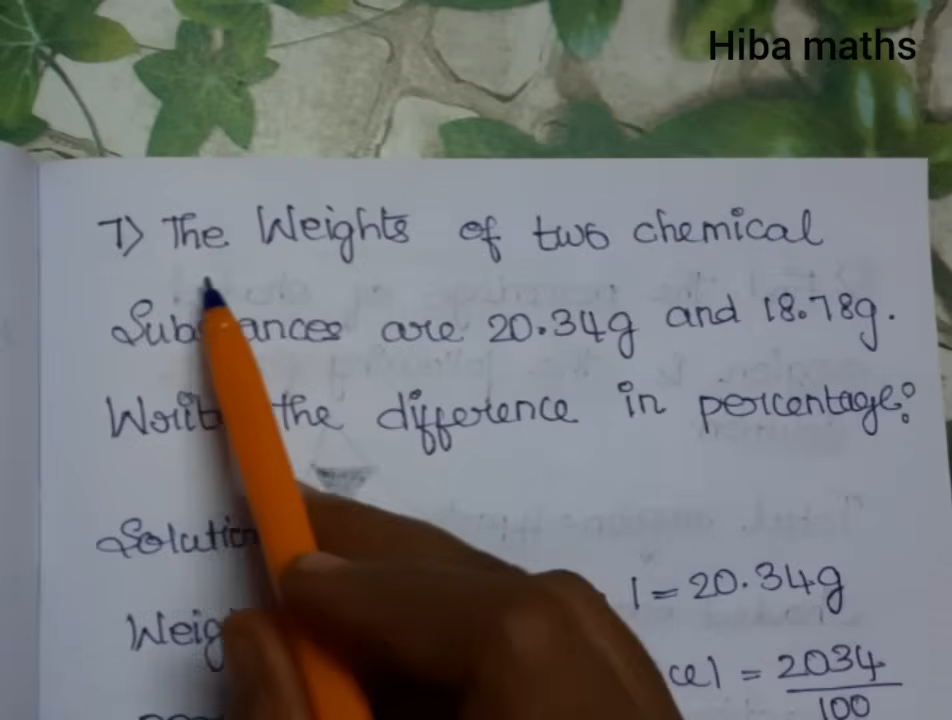 Hiba maths
7) The Weights of two chemical
are 20.34g and 18.78g.
the difference in percentage:
1 = 20.34g
= 2034
100